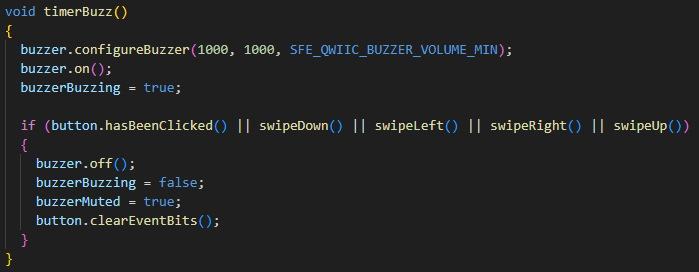 void timerBuzz()
{
  buzzer.configureBuzzer(1000, 1000, SFE_QWIIC_BUZZER_VOLUME_MIN);
  buzzer.on();
  buzzerBuzzing = true;

  if (button.hasBeenClicked() || swipeDown() || swipeLeft() || swipeRight() || swipeUp())
  {
    buzzer.off();
    buzzerBuzzing = false;
    buzzerMuted = true;
    button.clearEventBits();
  }
}